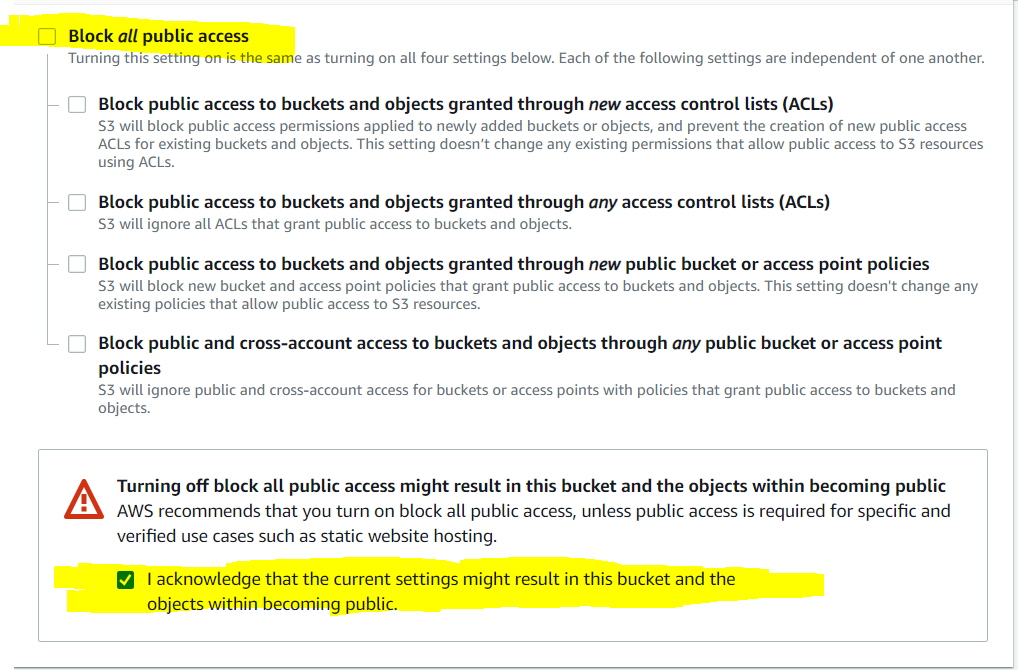 Block all public access
Turning this setting on is the same as turning on all four settings below. Each of the following settings are independent of one another.
Block public access to buckets and objects granted through new access control lists (ACLs)
S3 will block public access permissions applied to newly added buckets or objects, and prevent the creation of new public access
ACLs for existing buckets and objects. This setting doesn't change any existing permissions that allow public access to S3 resources
using ACLs.
Block public access to buckets and objects granted through any access control lists (ACLs)
S3 will ignore all ACLs that grant public access to buckets and objects.
Block public access to buckets and objects granted through new public bucket or access point policies
S3 will block new bucket and access point policies that grant public access to buckets and objects. This setting doesn't change any
existing policies that allow public access to S3 resources.
Block public and cross-account access to buckets and objects through any public bucket or access point
policies
S3 will ignore public and cross-account access for buckets or access points with policies that grant public access to buckets and
objects.
Turning off block all public access might result in this bucket and the objects within becoming public
AWS recommends that you turn on block all public access, unless public access is required for specific and
verified use cases such as static website hosting.
I acknowledge that the current settings might result in this bucket and the
objects within becoming public.